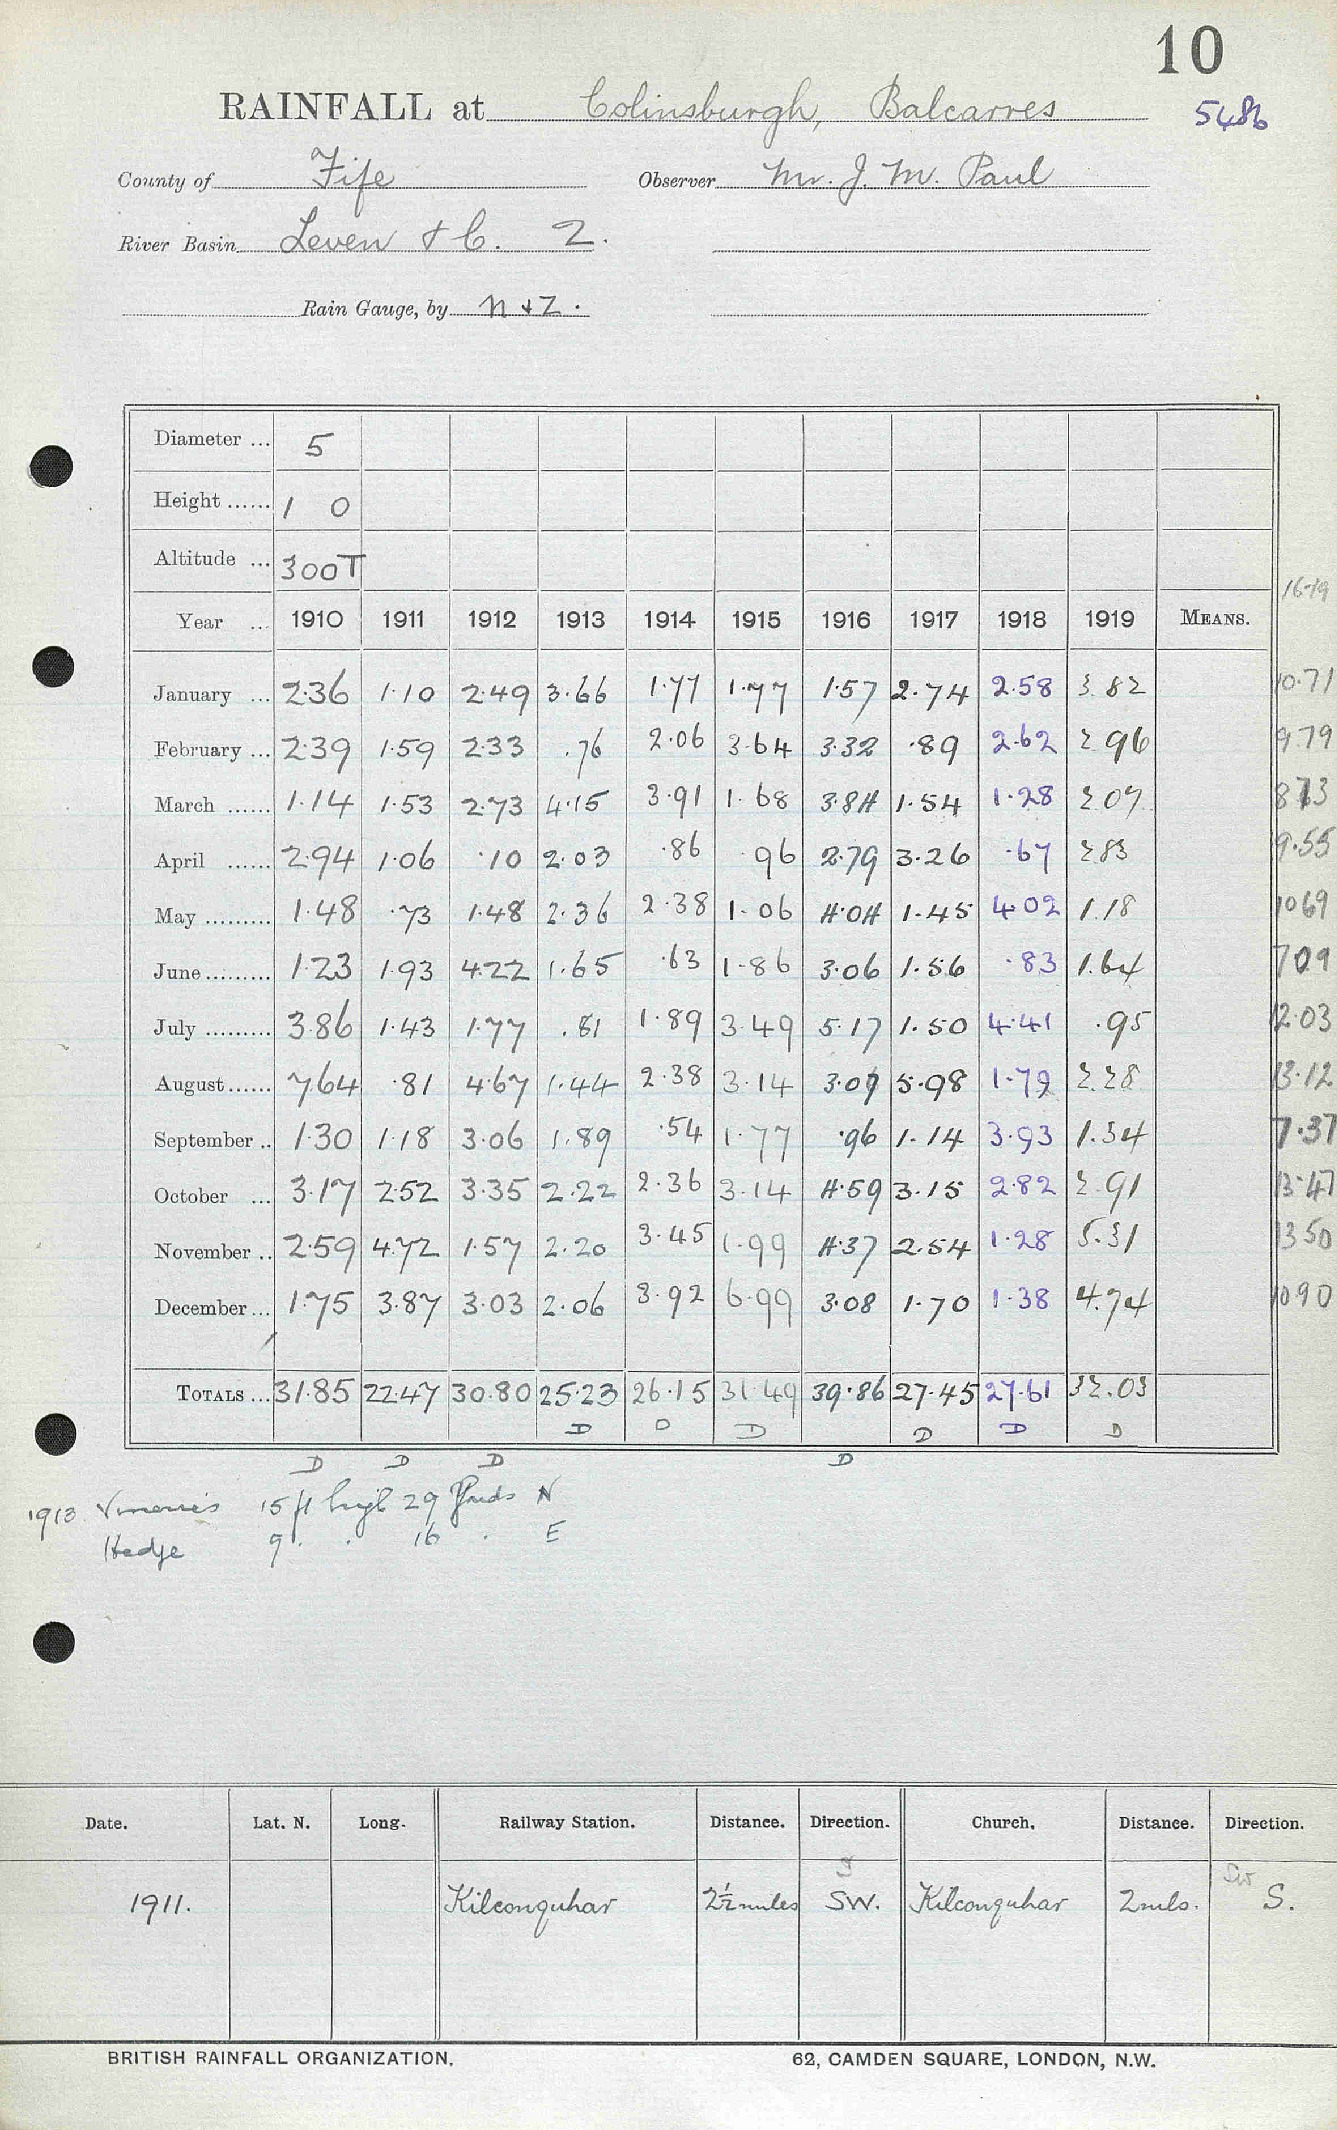 10
RAINFALL at Colinsburgh, Balcarres 5486
County of Fife Observer Mr. J. M. Paul
River Basin Leven &c. 2.
Rain Gauge, by N & Z.
Diameter ... 5
Height ...... 1 0
Altitude ... 300T
16-19
Year ... 1910 1911 1912 1913 1914 1915 1916 1917 1918 1919 MEANS.
January ... 2.36 1.10 2.49 3.66 1.77 1.77 1.57 2.74 2.58 3.82 10.71
February ... 2.39 1.59 2.33 .76 2.06 3.64 3.32 .89 2.62 2.96 9.79
March ...... 1.14 1.53 2.73 4.15 3.91 1.68 3.84 1.54 1.28 2.07 8.73
April ...... 2.94 1.06 .10 2.03 .86 .96 2.79 3.26 .67 2.83 9.55
May ......... 1.48 .73 1.48 2.36 2.38 1.06 4.04 1.45 4.02 1.18 10.69
June ......... 1.23 1.93 4.22 1.65 .63 1.86 3.06 1.56 .83 1.64 7.09
July ......... 3.86 1.43 1.77 .81 1.89 3.49 5.17 1.50 4.41 .95 12.03
August ...... 7.64 .81 4.67 1.44 2.38 3.14 3.07 5.98 1.79 2.28 13.12
September .. 1.30 1.18 3.06 1.89 .54 1.77 .96 1.14 3.93 1.34 7.37
October ... 3.17 2.52 3.35 2.22 2.36 3.14 4.59 3.15 2.82 2.91 13.47
November .. 2.59 4.72 1.57 2.20 3.45 1.99 4.37 2.54 1.28 5.31 13.50
December ... 1.75 3.87 3.03 2.06 3.92 6.99 3.08 1.70 1.38 4.74 10.90
TOTALS ... 31.85 22.47 30.80 25.23 26.15 31.49 39.86 27.45 27.61 32.03
D D D D D D
D D D D
1913 Vineries 15 ft high 29 Yards N
Hedge 9 . . 16 . E
Date. Lat. N. Long. Railway Station. Distance. Direction. Church. Distance. Direction.
S SW
1911. Kilconquhar 2½ miles SW. Kilconquhar 2 mls. S.
BRITISH RAINFALL ORGANIZATION. 62, CAMDEN SQUARE, LONDON, N.W.